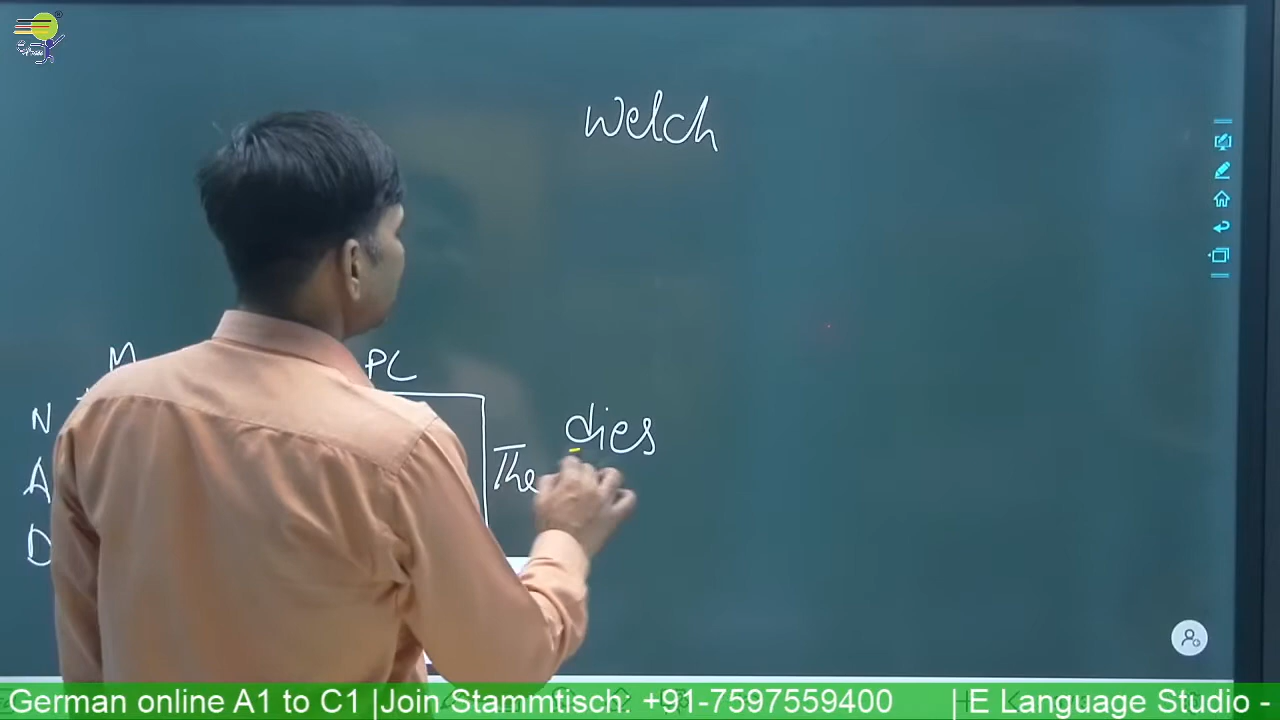 Welch
M
PC
N
dies
A
The
D
German online A1 to C1 |Join Stammtisch: +91-7597559400 | E Language Studio -